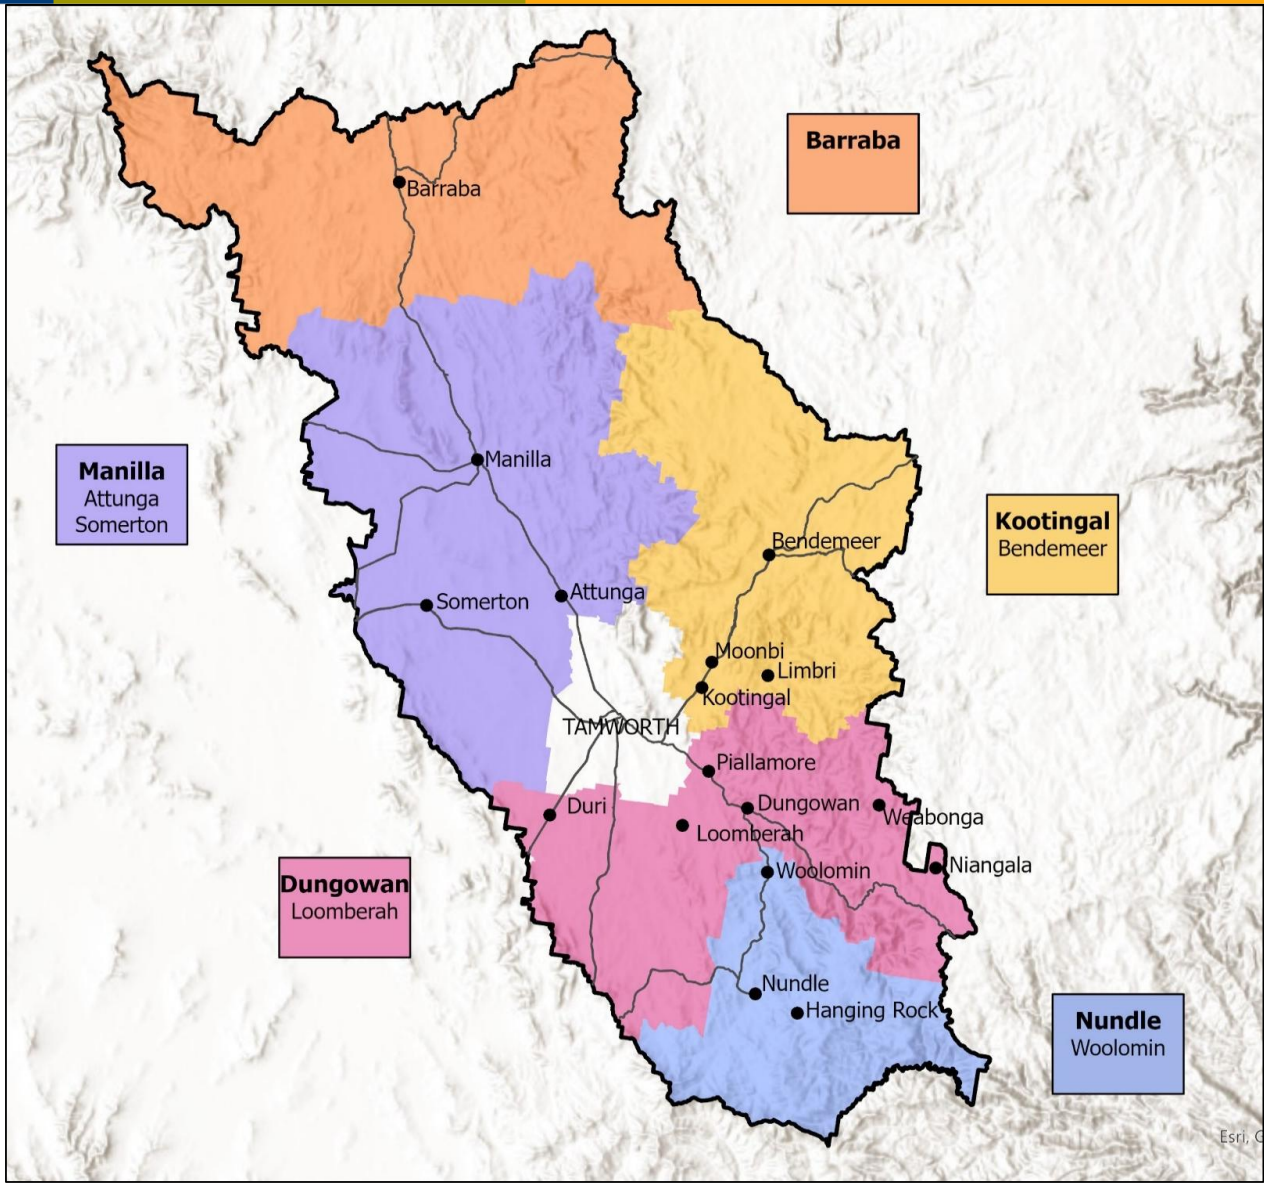 Barraba
Barraba
Manilla
Attunga
Somerton
Manilla
Kootingal
Bendemeer
Bendemeer
Attunga
Somerton
Moonbi
Limbri
Kootingal
TAMWORTH
Piallamore
Duri
Dungowan
Weabonga
Loomberah
Niangala
Woolomin
Dungowan
Loomberah
Nundle
Hanging Rock
Nundle
Woolomin
Esri,